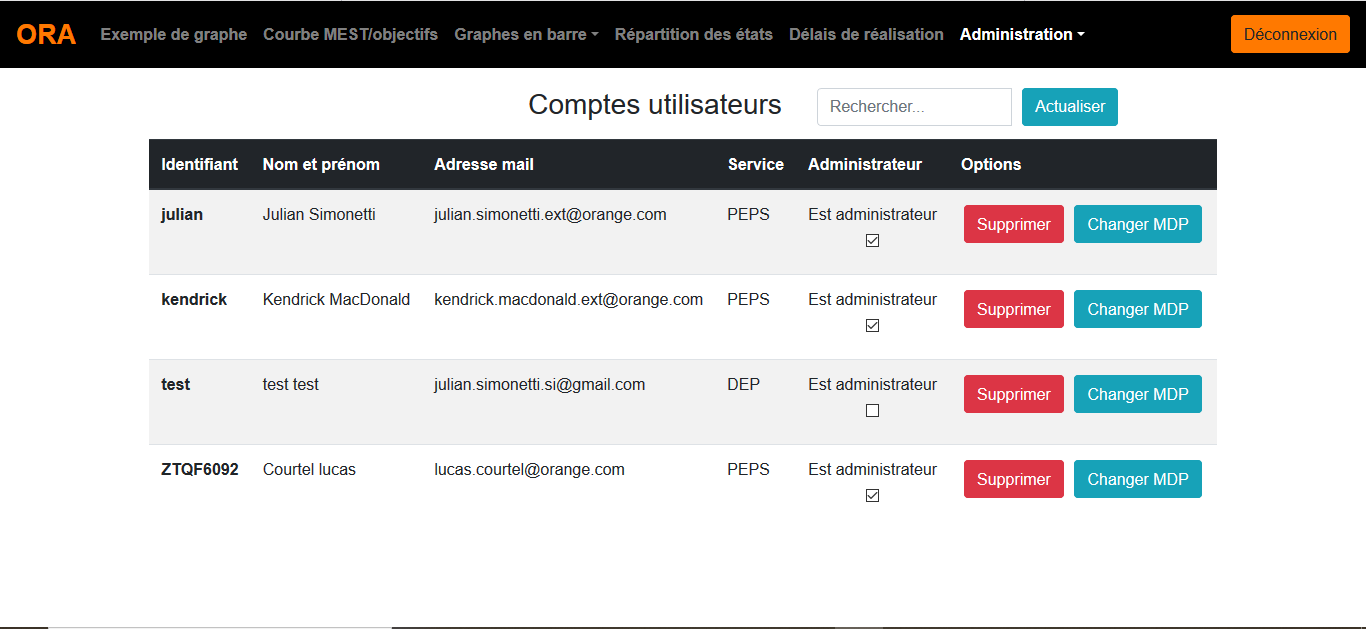 ORA Exemple de graphe Courbe MEST/objectifs Graphes en barre Répartition des états Délais de réalisation Administration Déconnexion
Comptes utilisateurs Rechercher... Actualiser
Identifiant Nom et prénom Adresse mail Service Administrateur Options
julian Julian Simonetti julian.simonetti.ext@orange.com PEPS Est administrateur Supprimer Changer MDP
kendrick Kendrick MacDonald kendrick.macdonald.ext@orange.com PEPS Est administrateur Supprimer Changer MDP
test test test julian.simonetti.si@gmail.com DEP Est administrateur Supprimer Changer MDP
ZTQF6092 Courtel lucas lucas.courtel@orange.com PEPS Est administrateur Supprimer Changer MDP